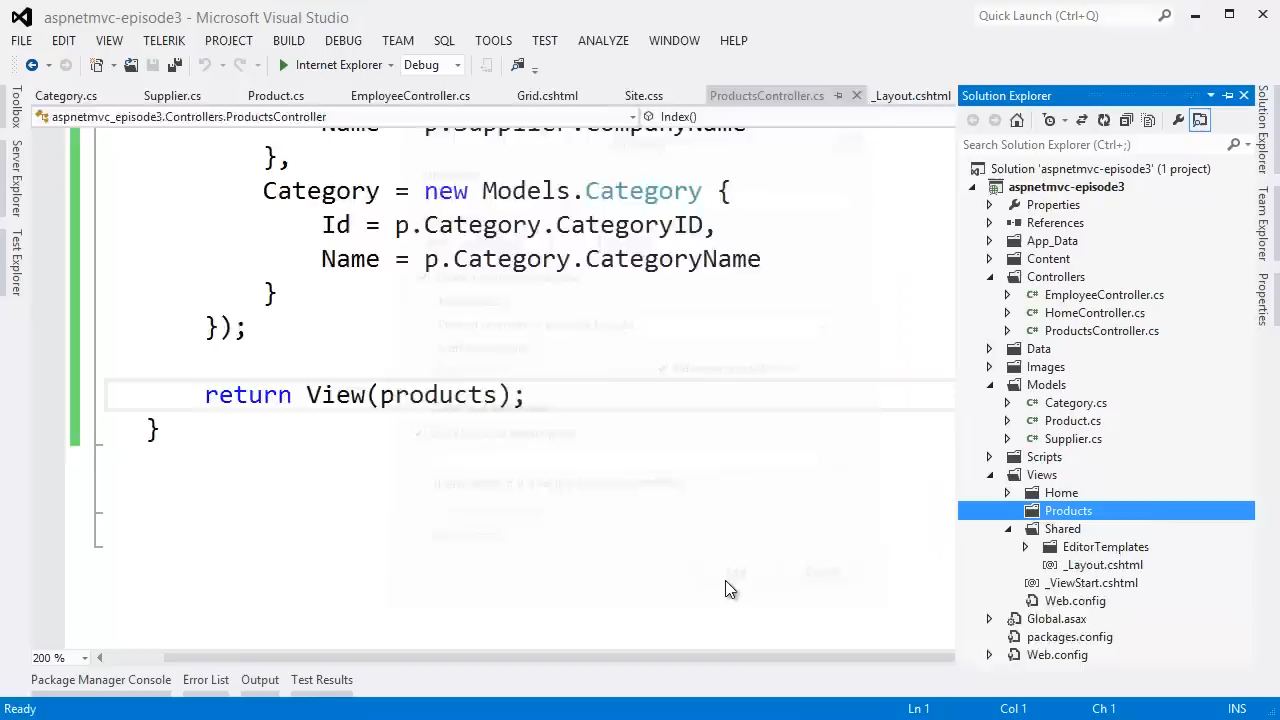 aspnetmvc-episode3 - Microsoft Visual Studio
Quick Launch (Ctrl+Q)
FILE EDIT VIEW TELERIK PROJECT BUILD DEBUG TEAM SQL TOOLS TEST ANALYZE WINDOW HELP
Internet Explorer Debug
Toolbox
Server Explorer
Test Explorer
Category.cs Supplier.cs Product.cs EmployeeController.cs Grid.cshtml Site.css ProductsController.cs _Layout.cshtml
aspnetmvc_episode3.Controllers.ProductsController Index()
Name = p.Supplier.CompanyName
},
Category = new Models.Category {
Id = p.Category.CategoryID,
Name = p.Category.CategoryName
}
});
return View(products);
}
200 %
Solution Explorer
Search Solution Explorer (Ctrl+;)
Solution 'aspnetmvc-episode3' (1 project)
aspnetmvc-episode3
Properties
References
App_Data
Content
Controllers
EmployeeController.cs
HomeController.cs
ProductsController.cs
Data
Images
Models
Category.cs
Product.cs
Supplier.cs
Scripts
Views
Home
Products
Shared
EditorTemplates
_Layout.cshtml
_ViewStart.cshtml
Web.config
Global.asax
packages.config
Web.config
Solution Explorer
Team Explorer
Properties
Package Manager Console Error List Output Test Results
Ready Ln 1 Col 1 Ch 1 INS